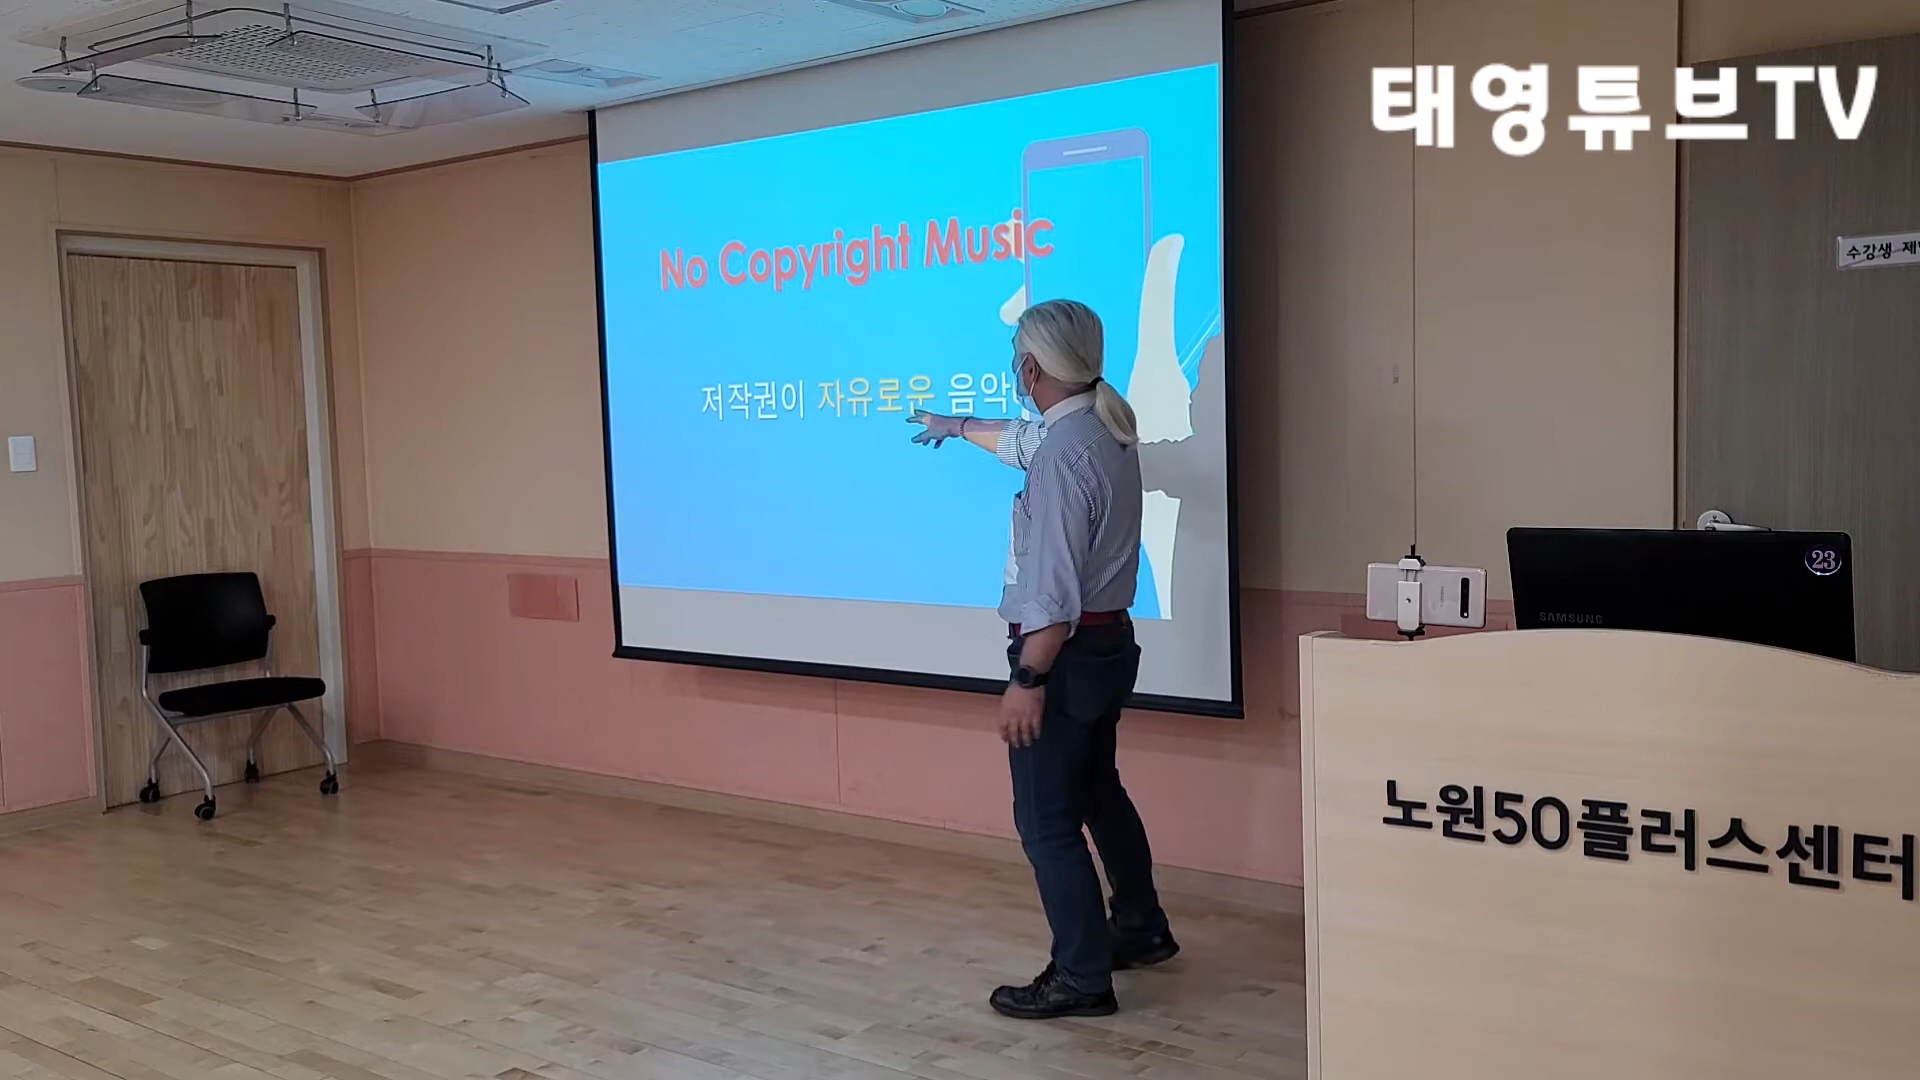 태영튜브TV
수강생
No Copyright Music
저작권이 자유로운 음악
23
SAMSUNG
노원50플러스센터